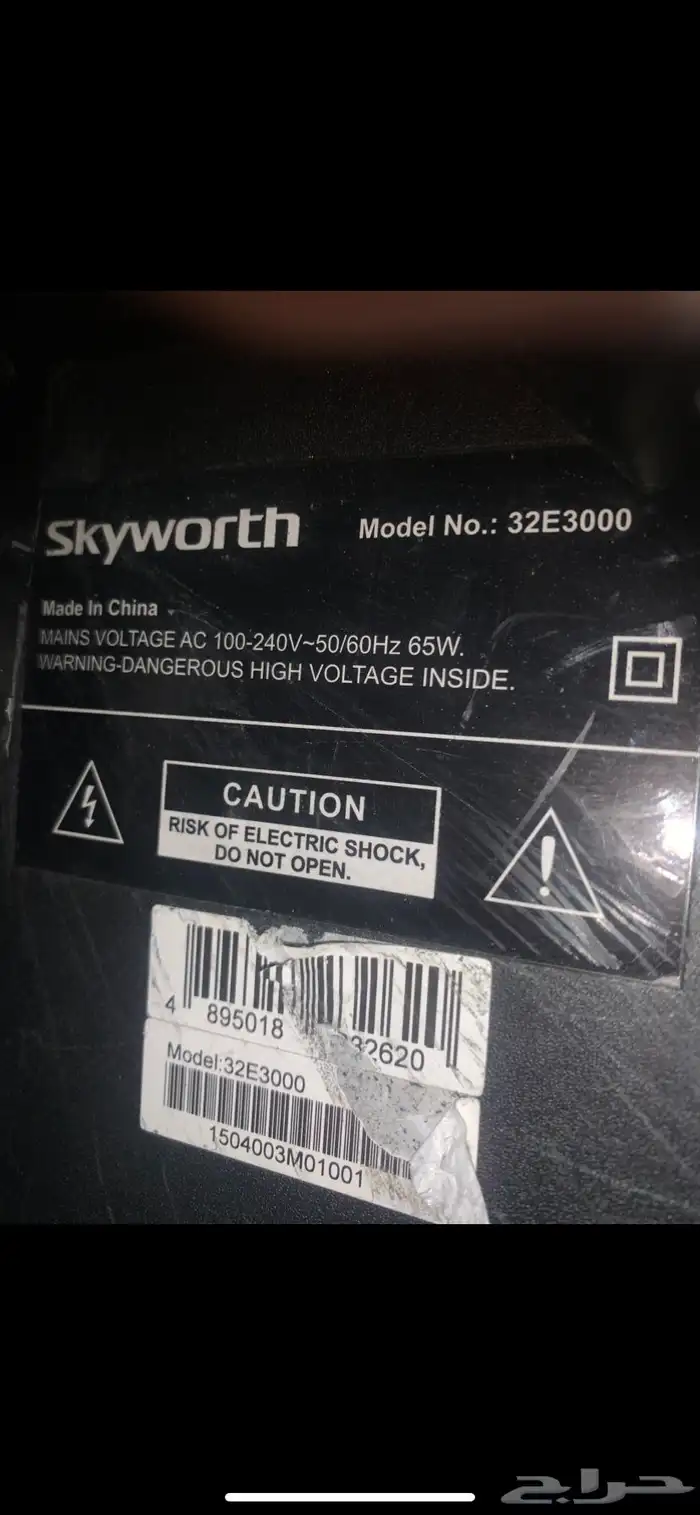 Skyworth
Model No.: 32E3000
Made In China
MAINS VOLTAGE AC 100-240V~50/60Hz 65W.
WARNING-DANGEROUS HIGH VOLTAGE INSIDE.
CAUTION
RISK OF ELECTRIC SHOCK,
DO NOT OPEN.
4 895018 32620
Model:32E3000
1504003M01001
حراج